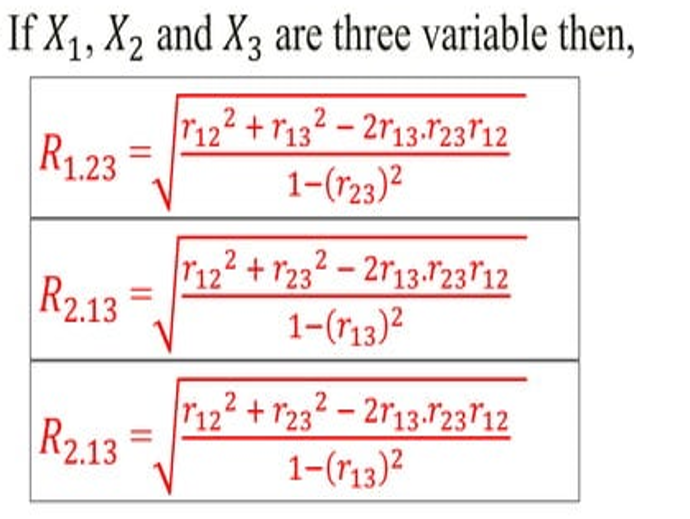 If X₁, X₂ and X₃ are three variable then,
R₁.₂₃ = √((r₁₂² + r₁₃² − 2r₁₃.r₂₃r₁₂) / (1−(r₂₃)²))
R₂.₁₃ = √((r₁₂² + r₂₃² − 2r₁₃.r₂₃r₁₂) / (1−(r₁₃)²))
R₂.₁₃ = √((r₁₂² + r₂₃² − 2r₁₃.r₂₃r₁₂) / (1−(r₁₃)²))